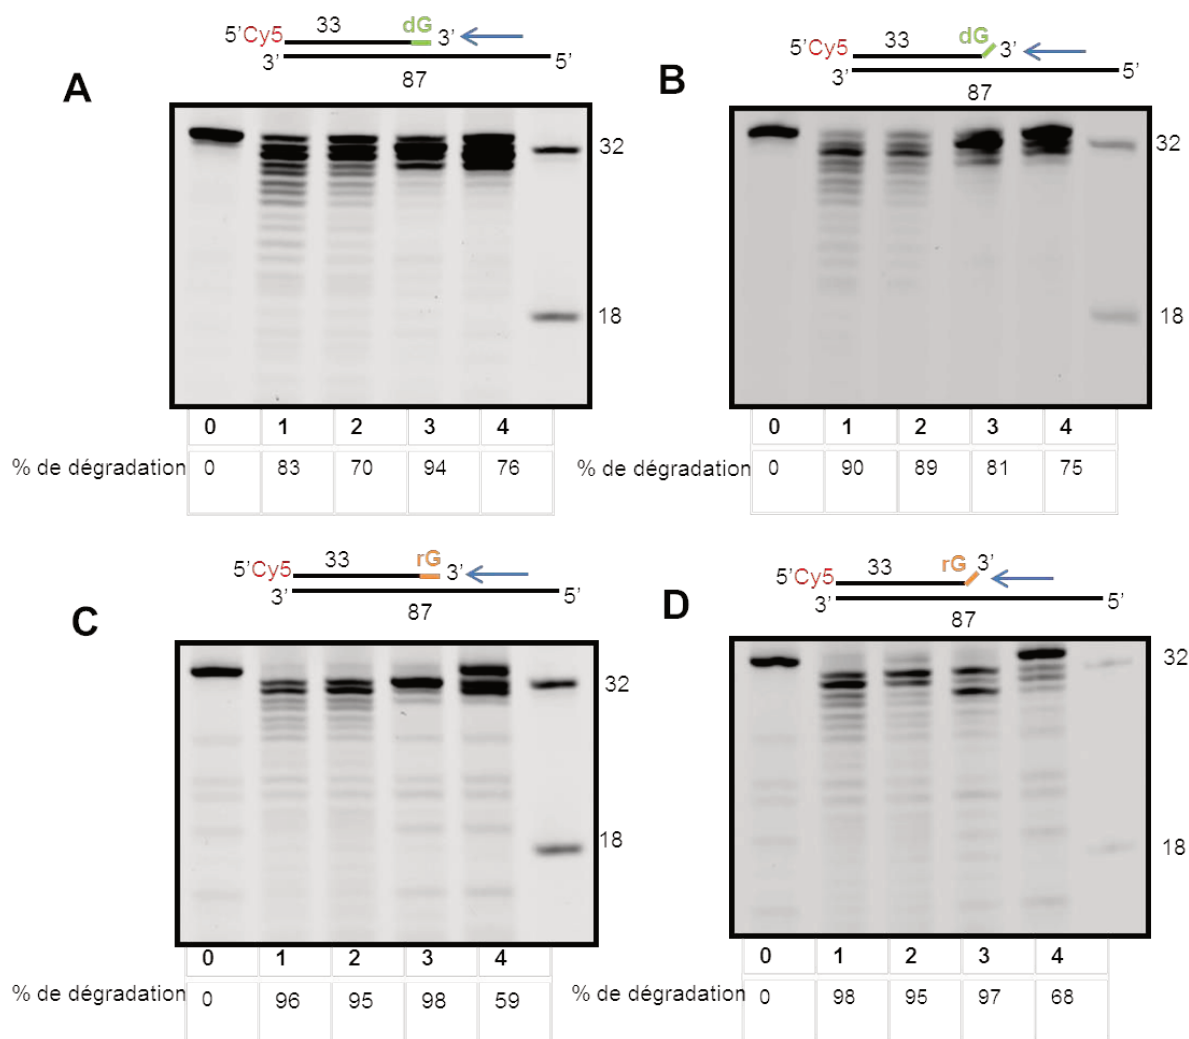 33 dG
5’Cy5 3’
3’ 5’
87
A
32
18
0 1 2 3 4
% de dégradation 0 83 70 94 76
33 dG
5’Cy5 3’
3’ 5’
87
B
32
18
0 1 2 3 4
% de dégradation 0 90 89 81 75
33 rG
5’Cy5 3’
3’ 5’
87
C
32
18
0 1 2 3 4
% de dégradation 0 96 95 98 59
33 rG 3’
5’Cy5
3’ 5’
87
D
32
18
0 1 2 3 4
% de dégradation 0 98 95 97 68